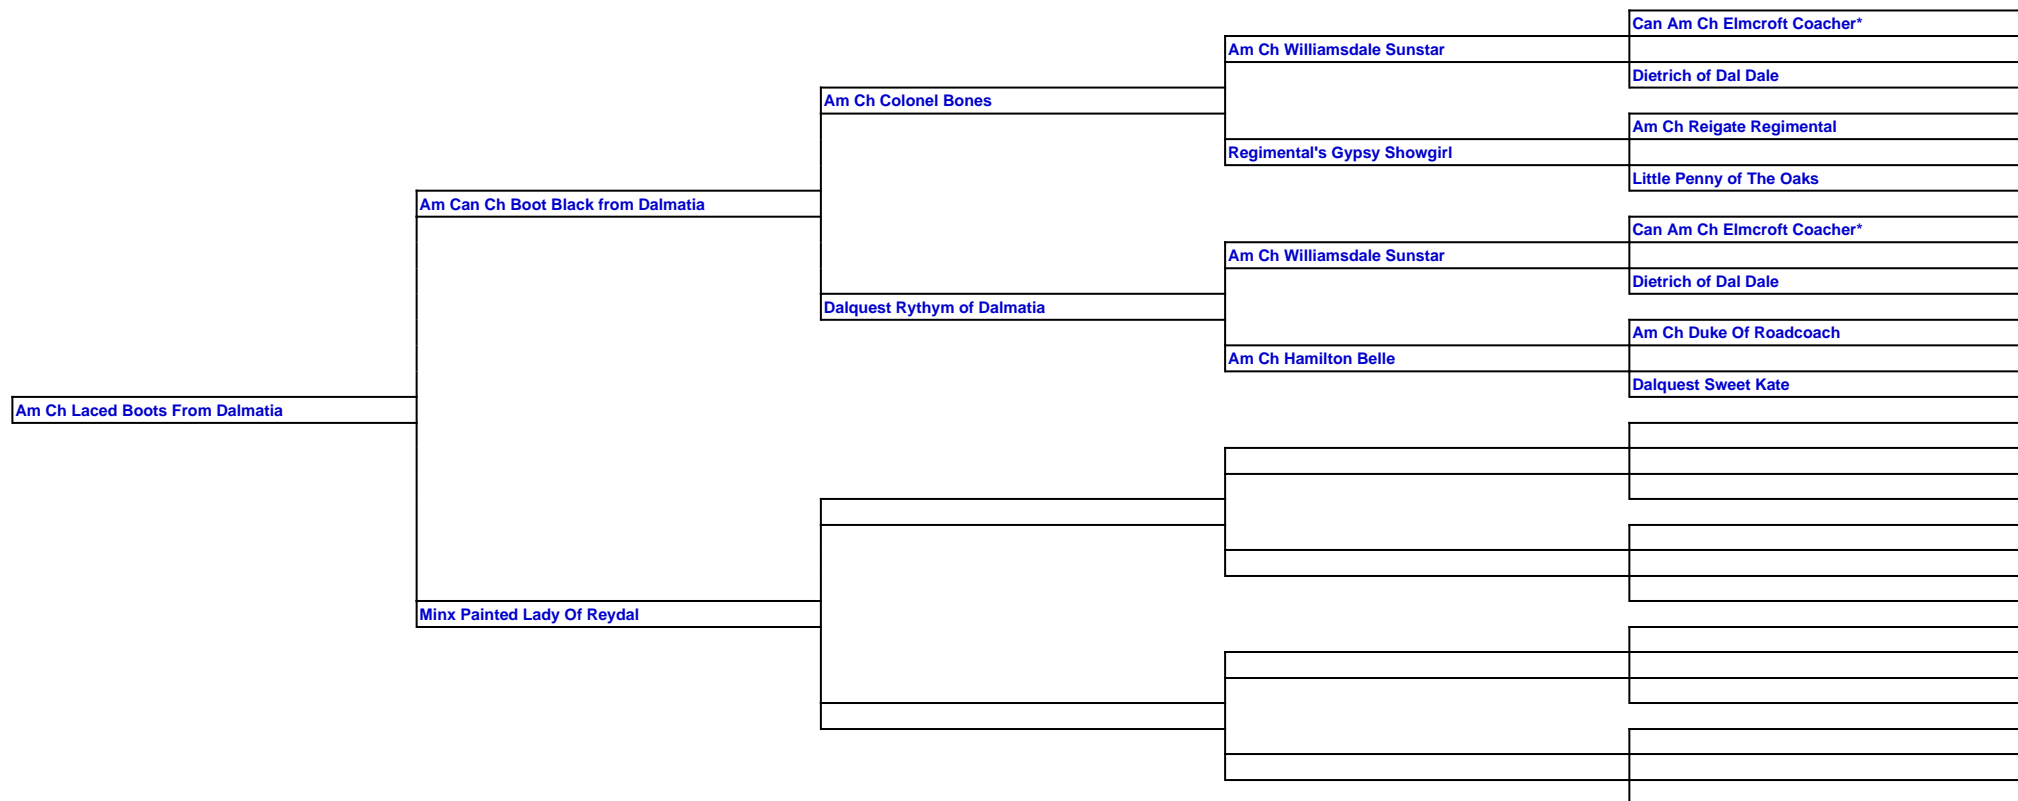 Can Am Ch Elmcroft Coacher*
Am Ch Williamsdale Sunstar
Dietrich of Dal Dale
Am Ch Colonel Bones
Am Ch Reigate Regimental
Regimental's Gypsy Showgirl
Little Penny of The Oaks
Am Can Ch Boot Black from Dalmatia
Can Am Ch Elmcroft Coacher*
Am Ch Williamsdale Sunstar
Dietrich of Dal Dale
Dalquest Rythym of Dalmatia
Am Ch Duke Of Roadcoach
Am Ch Hamilton Belle
Dalquest Sweet Kate
Am Ch Laced Boots From Dalmatia
Minx Painted Lady Of Reydal